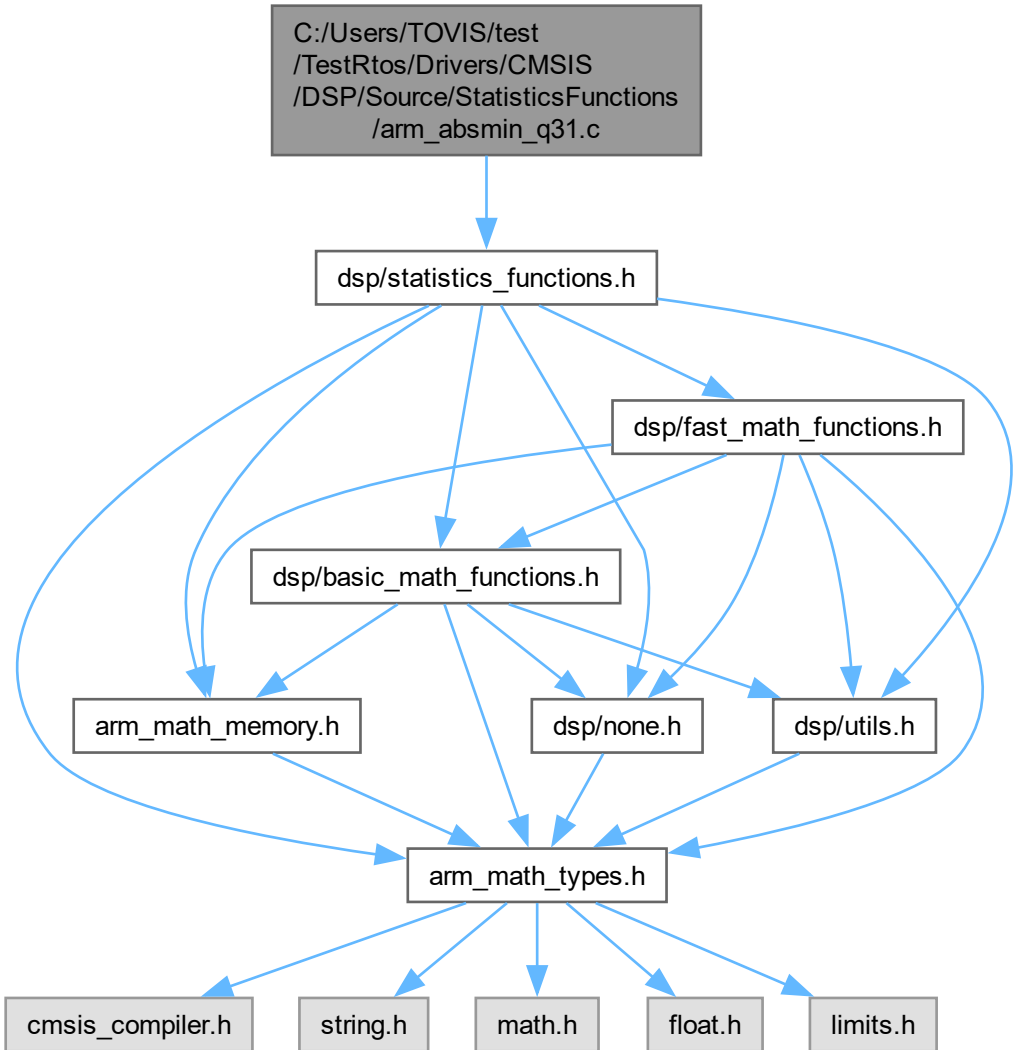 C:/Users/TOVIS/test
/TestRtos/Drivers/CMSIS
/DSP/Source/StatisticsFunctions
/arm_absmin_q31.c
dsp/statistics_functions.h
dsp/fast_math_functions.h
dsp/basic_math_functions.h
arm_math_memory.h
dsp/none.h
dsp/utils.h
arm_math_types.h
cmsis_compiler.h
string.h
math.h
float.h
limits.h